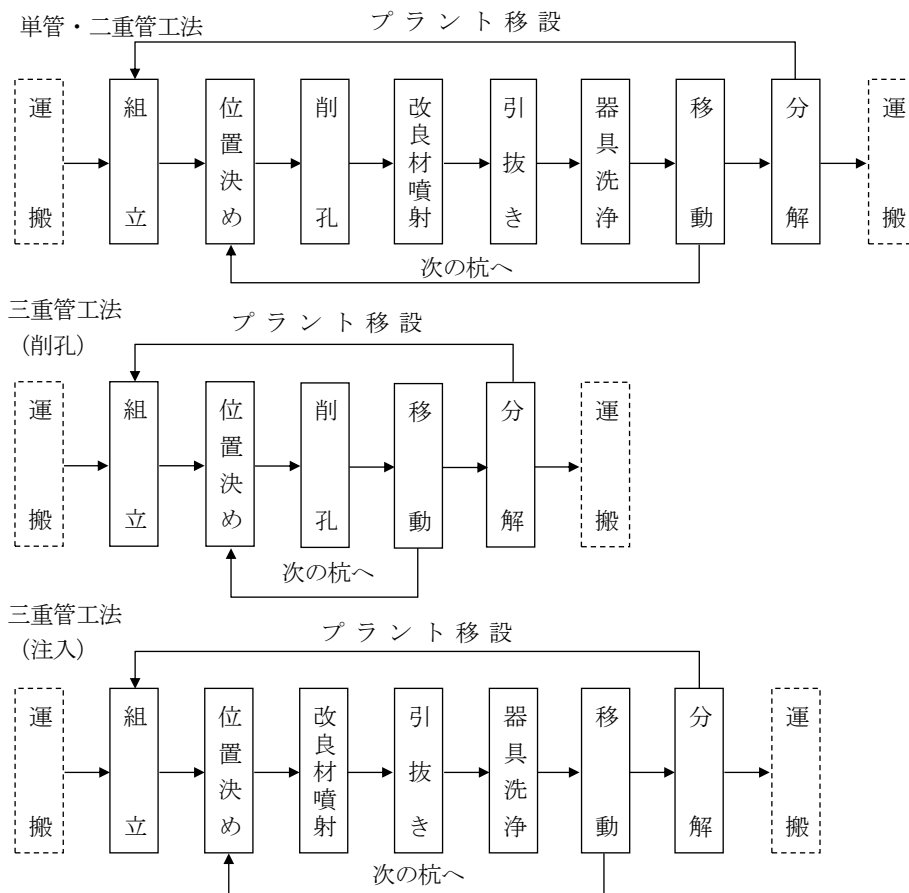 単管・二重管工法
プラント移設
運搬
組立
位置決め
削孔
改良材噴射
引抜き
器具洗浄
移動
分解
運搬
次の杭へ
三重管工法
(削孔)
プラント移設
運搬
組立
位置決め
削孔
移動
分解
運搬
次の杭へ
三重管工法
(注入)
プラント移設
運搬
組立
位置決め
改良材噴射
引抜き
器具洗浄
移動
分解
運搬
次の杭へ